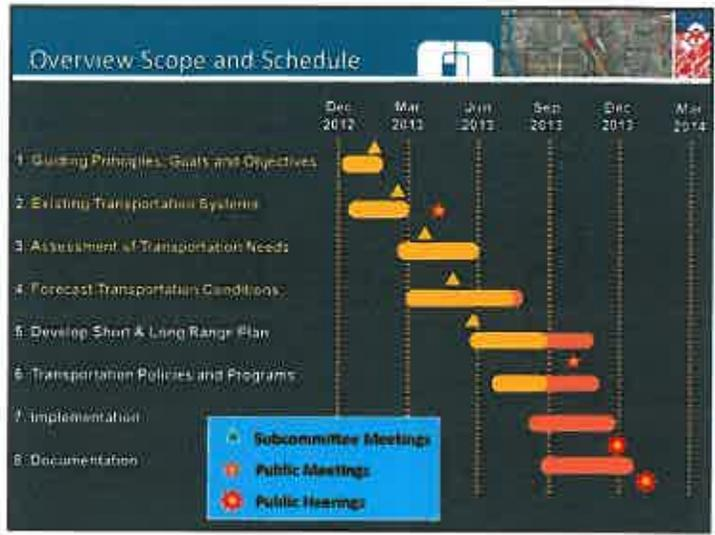 Overview Scope and Schedule
Dec 2012
Mar 2013
Jun 2013
Sep 2013
Dec 2013
Mar 2014
1 Guiding Principles, Goals and Objectives
2 Existing Transportation Systems
3 Assessment of Transportation Needs
4 Forecast Transportation Conditions
5 Develop Short & Long Range Plan
6 Transportation Policies and Programs
7 Implementation
8 Documentation
Subcommittee Meetings
Public Meetings
Public Hearings